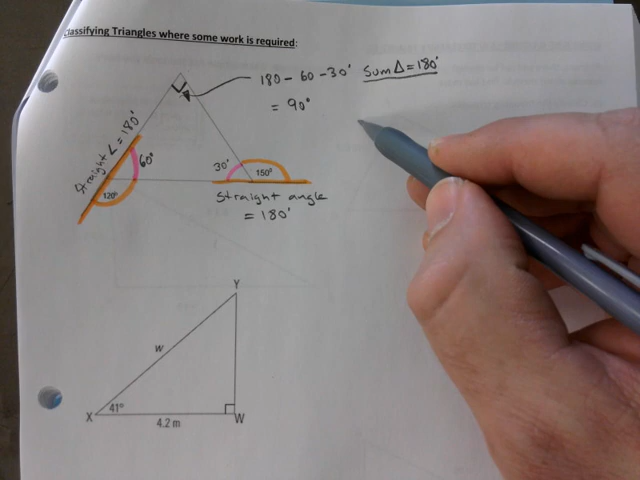 Classifying Triangles where some work is required:
180 - 60 - 30° Sum Δ = 180°
= 90°
Straight ∠ = 180°
60°
30°
150°
120°
Straight angle
= 180°
Y
w
X
41°
W
4.2 m